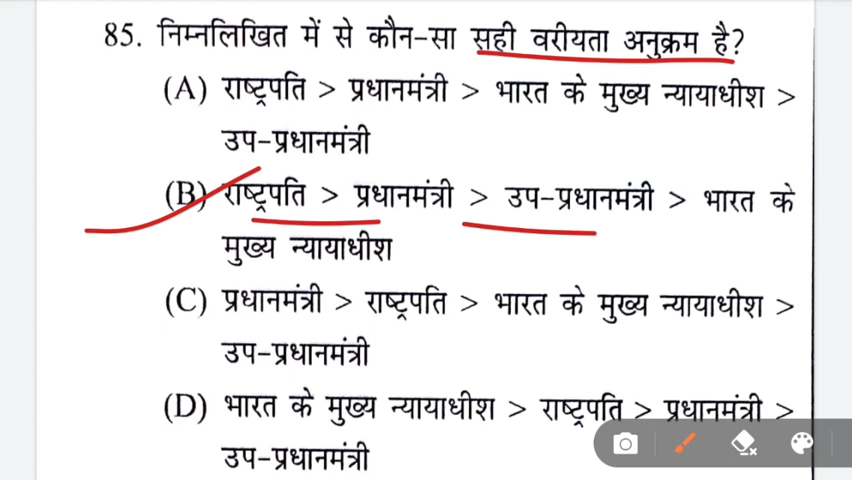 85. निम्नलिखित में से कौन-सा सही वरीयता अनुक्रम है?
(A) राष्ट्रपति > प्रधानमंत्री > भारत के मुख्य न्यायाधीश >
उप-प्रधानमंत्री
(B) राष्ट्रपति > प्रधानमंत्री > उप-प्रधानमंत्री > भारत के
मुख्य न्यायाधीश
(C) प्रधानमंत्री > राष्ट्रपति > भारत के मुख्य न्यायाधीश >
उप-प्रधानमंत्री
(D) भारत के मुख्य न्यायाधीश > राष्ट्रपति > प्रधानमंत्री >
उप-प्रधानमंत्री